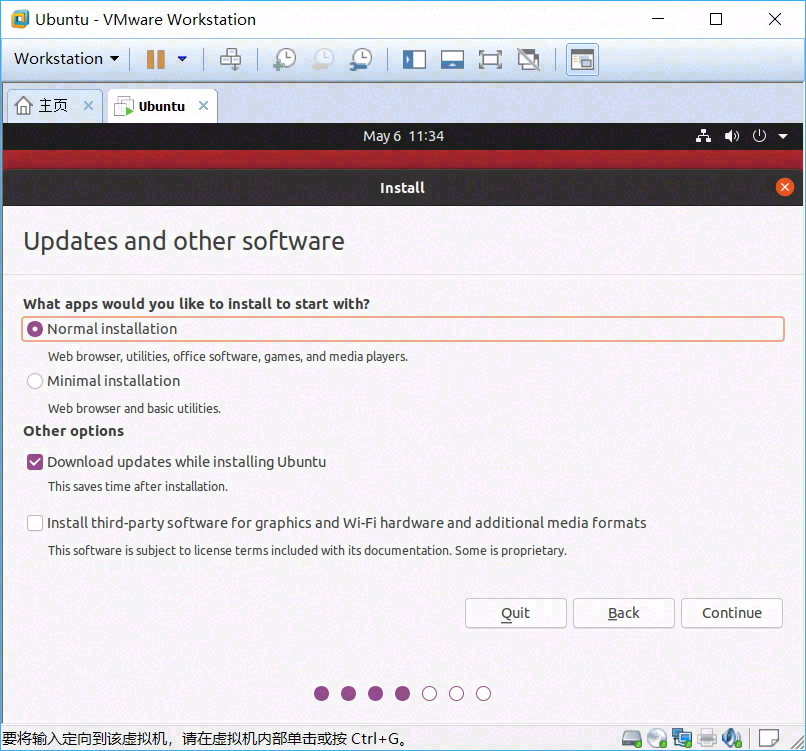 Ubuntu - VMware Workstation
Workstation
主页
Ubuntu
May 6 11:34
Install
Updates and other software
What apps would you like to install to start with?
Normal installation
Web browser, utilities, office software, games, and media players.
Minimal installation
Web browser and basic utilities.
Other options
Download updates while installing Ubuntu
This saves time after installation.
Install third-party software for graphics and Wi-Fi hardware and additional media formats
This software is subject to license terms included with its documentation. Some is proprietary.
Quit
Back
Continue
要将输入定向到该虚拟机，请在虚拟机内部单击或按 Ctrl+G。